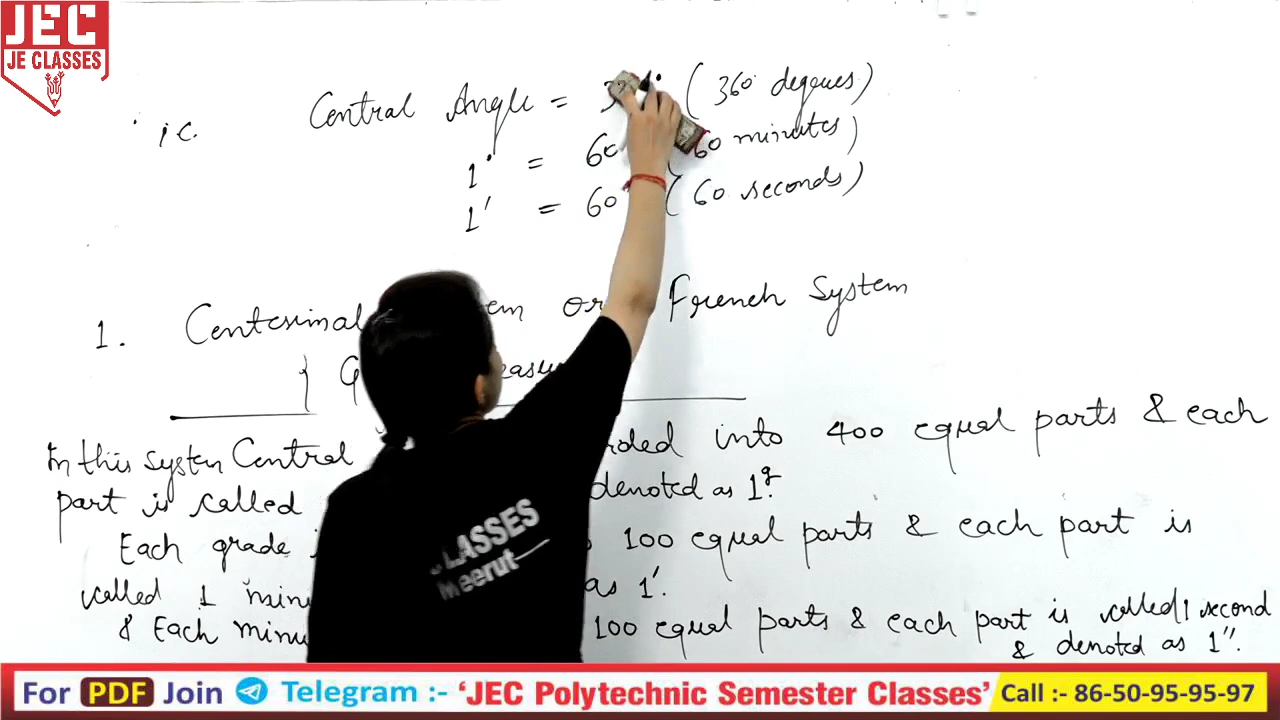 JEC
JE CLASSES
i.e. Central Angle = (360 degrees)
1° = 60 minutes)
1' = 60 (60 seconds)
1. Centesimal or French System
{
In this system Central into 400 equal parts & each
part is called denoted as 1g.
Each grade 100 equal parts & each part is
called 1 as 1'.
& Each 100 equal parts & each part is called 1 second
& denoted as 1".
CLASSES
Meerut
For PDF Join Telegram :- 'JEC Polytechnic Semester Classes' Call :- 86-50-95-95-97